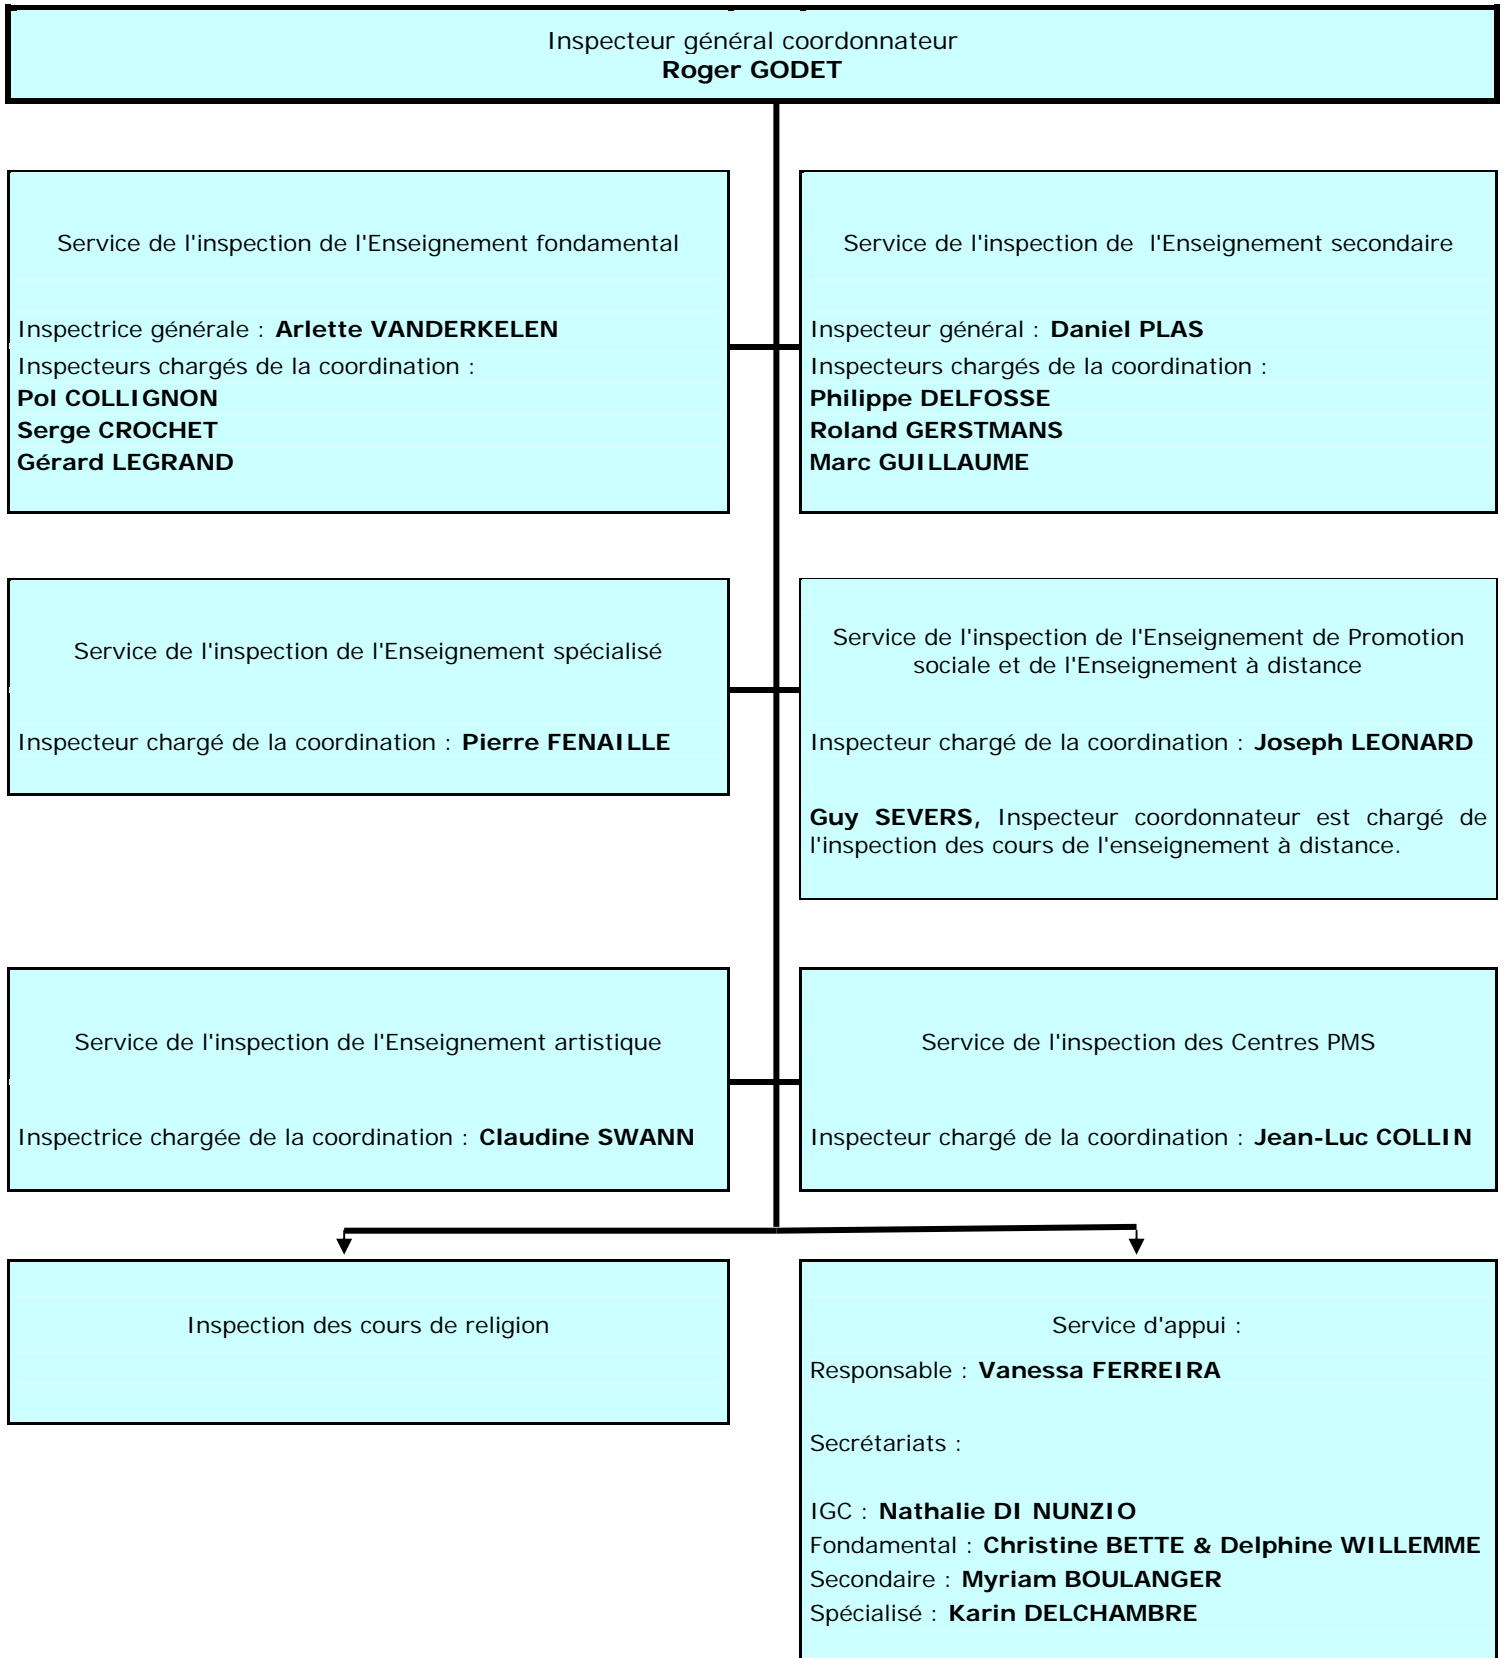 Inspecteur général coordonnateur
Roger GODET
Service de l'inspection de l'Enseignement fondamental
Inspectrice générale : Arlette VANDERKELEN
Inspecteurs chargés de la coordination :
Pol COLLIGNON
Serge CROCHET
Gérard LEGRAND
Service de l'inspection de l'Enseignement secondaire
Inspecteur général : Daniel PLAS
Inspecteurs chargés de la coordination :
Philippe DELFOSSE
Roland GERSTMANS
Marc GUILLAUME
Service de l'inspection de l'Enseignement spécialisé
Inspecteur chargé de la coordination : Pierre FENAILLE
Service de l'inspection de l'Enseignement de Promotion
sociale et de l'Enseignement à distance
Inspecteur chargé de la coordination : Joseph LEONARD
Guy SEVERS, Inspecteur coordonnateur est chargé de
l'inspection des cours de l'enseignement à distance.
Service de l'inspection de l'Enseignement artistique
Inspectrice chargée de la coordination : Claudine SWANN
Service de l'inspection des Centres PMS
Inspecteur chargé de la coordination : Jean-Luc COLLIN
Inspection des cours de religion
Service d'appui :
Responsable : Vanessa FERREIRA
Secrétariats :
IGC : Nathalie DI NUNZIO
Fondamental : Christine BETTE & Delphine WILLEMME
Secondaire : Myriam BOULANGER
Spécialisé : Karin DELCHAMBRE